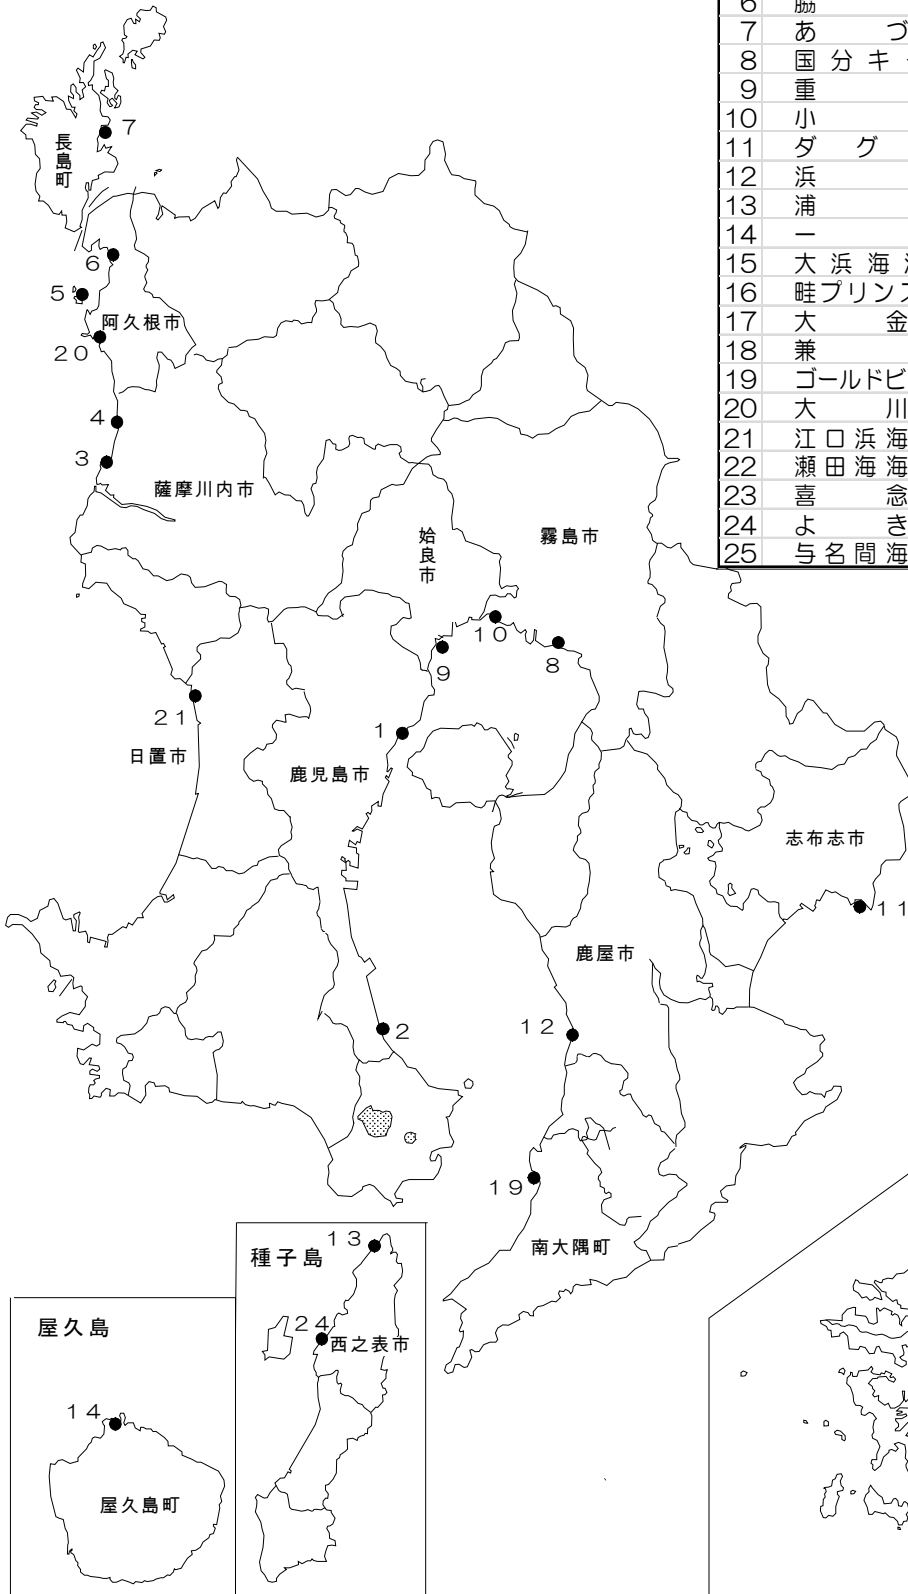 6 脇
7 あ づ
8 国分キ
9 重
10 小
11 ダグ
12 浜
13 浦
14 一
15 大浜海
16 畦プリン
17 大 金
18 兼
19 ゴールドビ
20 大 川
21 江口浜海
22 瀬田海海
23 喜 念
24 よ き
25 与名間海
7
長島町
6
5
阿久根市
20
4
3
薩摩川内市
姶良市
霧島市
10
8
9
21
1
日置市
鹿児島市
志布志市
11
鹿屋市
12
2
19
南大隅町
種子島
13
24
西之表市
屋久島
14
屋久島町